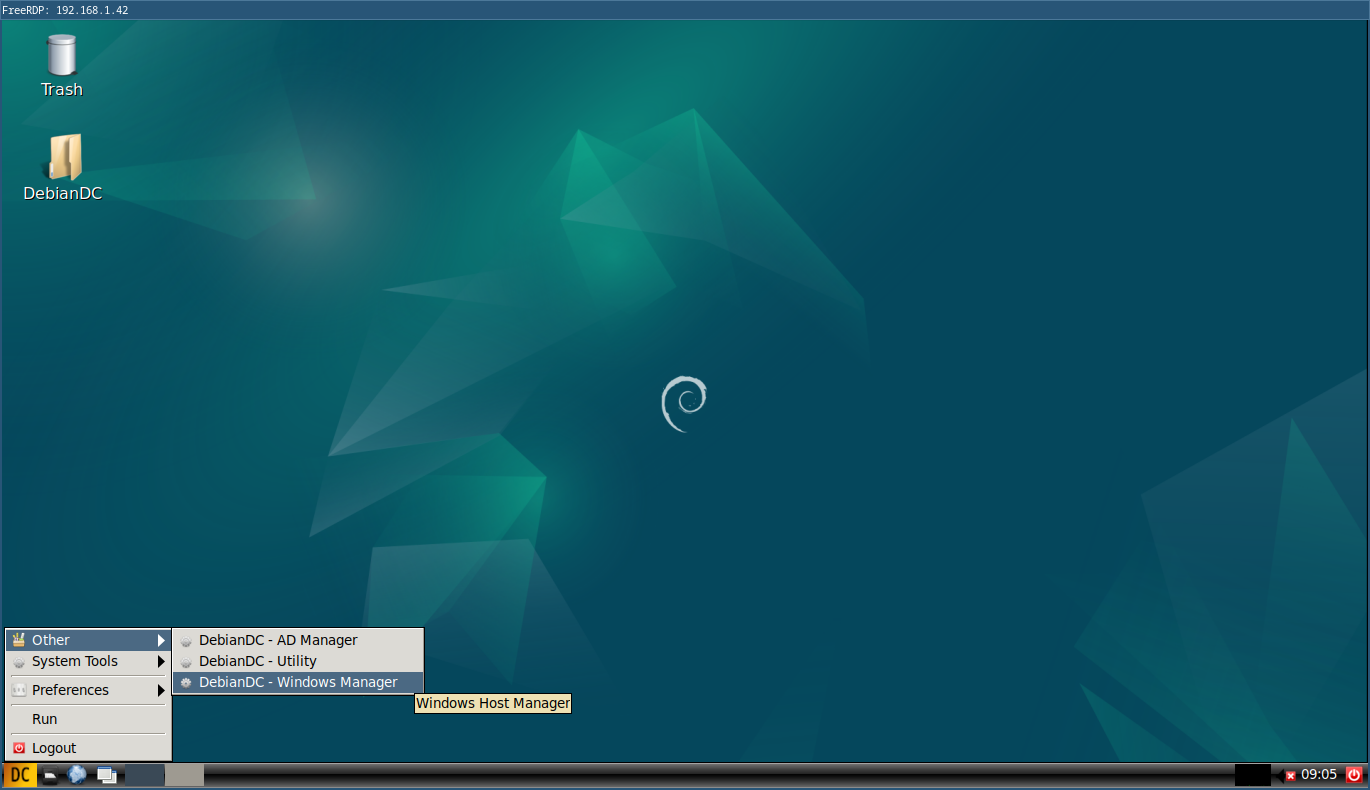 FreeRDP: 192.168.1.42
Trash
DebianDC
Other
System Tools
Preferences
Run
Logout
DebianDC - AD Manager
DebianDC - Utility
DebianDC - Windows Manager
Windows Host Manager
DC
09:05